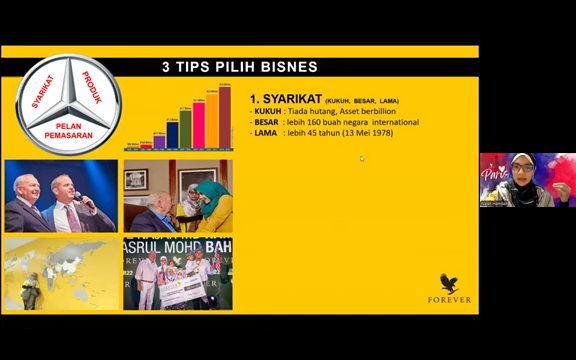 3 TIPS PILIH BISNES
SYARIKAT
PRODUK
PELAN
PEMASARAN
1. SYARIKAT (KUKUH, BESAR, LAMA)
- KUKUH : Tiada hutang, Asset berbillion
- BESAR : lebih 160 buah negara international
- LAMA : lebih 45 tahun (13 Mei 1978)
ASRUL MOHD BAH
FOREVER
Paris